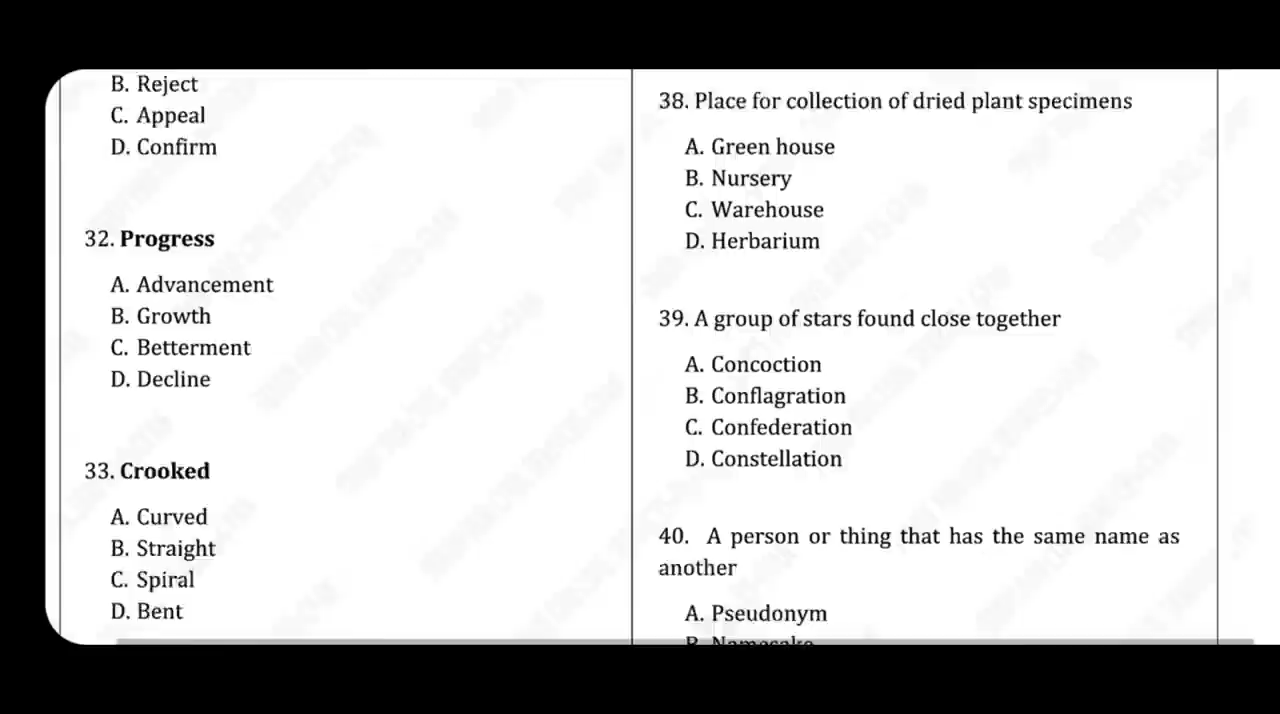 B. Reject
C. Appeal
D. Confirm
32. Progress
A. Advancement
B. Growth
C. Betterment
D. Decline
33. Crooked
A. Curved
B. Straight
C. Spiral
D. Bent
38. Place for collection of dried plant specimens
A. Green house
B. Nursery
C. Warehouse
D. Herbarium
39. A group of stars found close together
A. Concoction
B. Conflagration
C. Confederation
D. Constellation
40. A person or thing that has the same name as
another
A. Pseudonym
B. Namesake